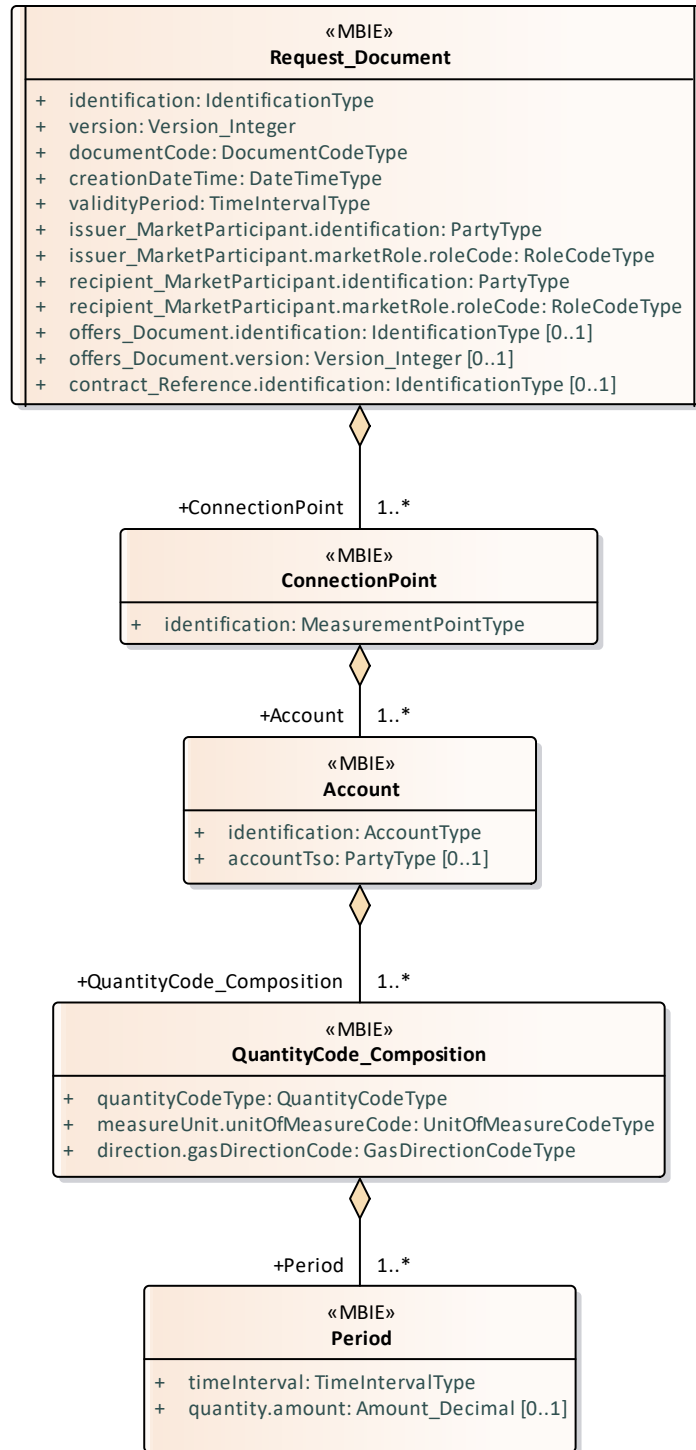 «MBIE»
Request_Document
+ identification: IdentificationType
+ version: Version_Integer
+ documentCode: DocumentCodeType
+ creationDateTime: DateTimeType
+ validityPeriod: TimeIntervalType
+ issuer_MarketParticipant.identification: PartyType
+ issuer_MarketParticipant.marketRole.roleCode: RoleCodeType
+ recipient_MarketParticipant.identification: PartyType
+ recipient_MarketParticipant.marketRole.roleCode: RoleCodeType
+ offers_Document.identification: IdentificationType [0..1]
+ offers_Document.version: Version_Integer [0..1]
+ contract_Reference.identification: IdentificationType [0..1]
+ConnectionPoint 1..*
«MBIE»
ConnectionPoint
+ identification: MeasurementPointType
+Account 1..*
«MBIE»
Account
+ identification: AccountType
+ accountTso: PartyType [0..1]
+QuantityCode_Composition 1..*
«MBIE»
QuantityCode_Composition
+ quantityCodeType: QuantityCodeType
+ measureUnit.unitOfMeasureCode: UnitOfMeasureCodeType
+ direction.gasDirectionCode: GasDirectionCodeType
+Period 1..*
«MBIE»
Period
+ timeInterval: TimeIntervalType
+ quantity.amount: Amount_Decimal [0..1]